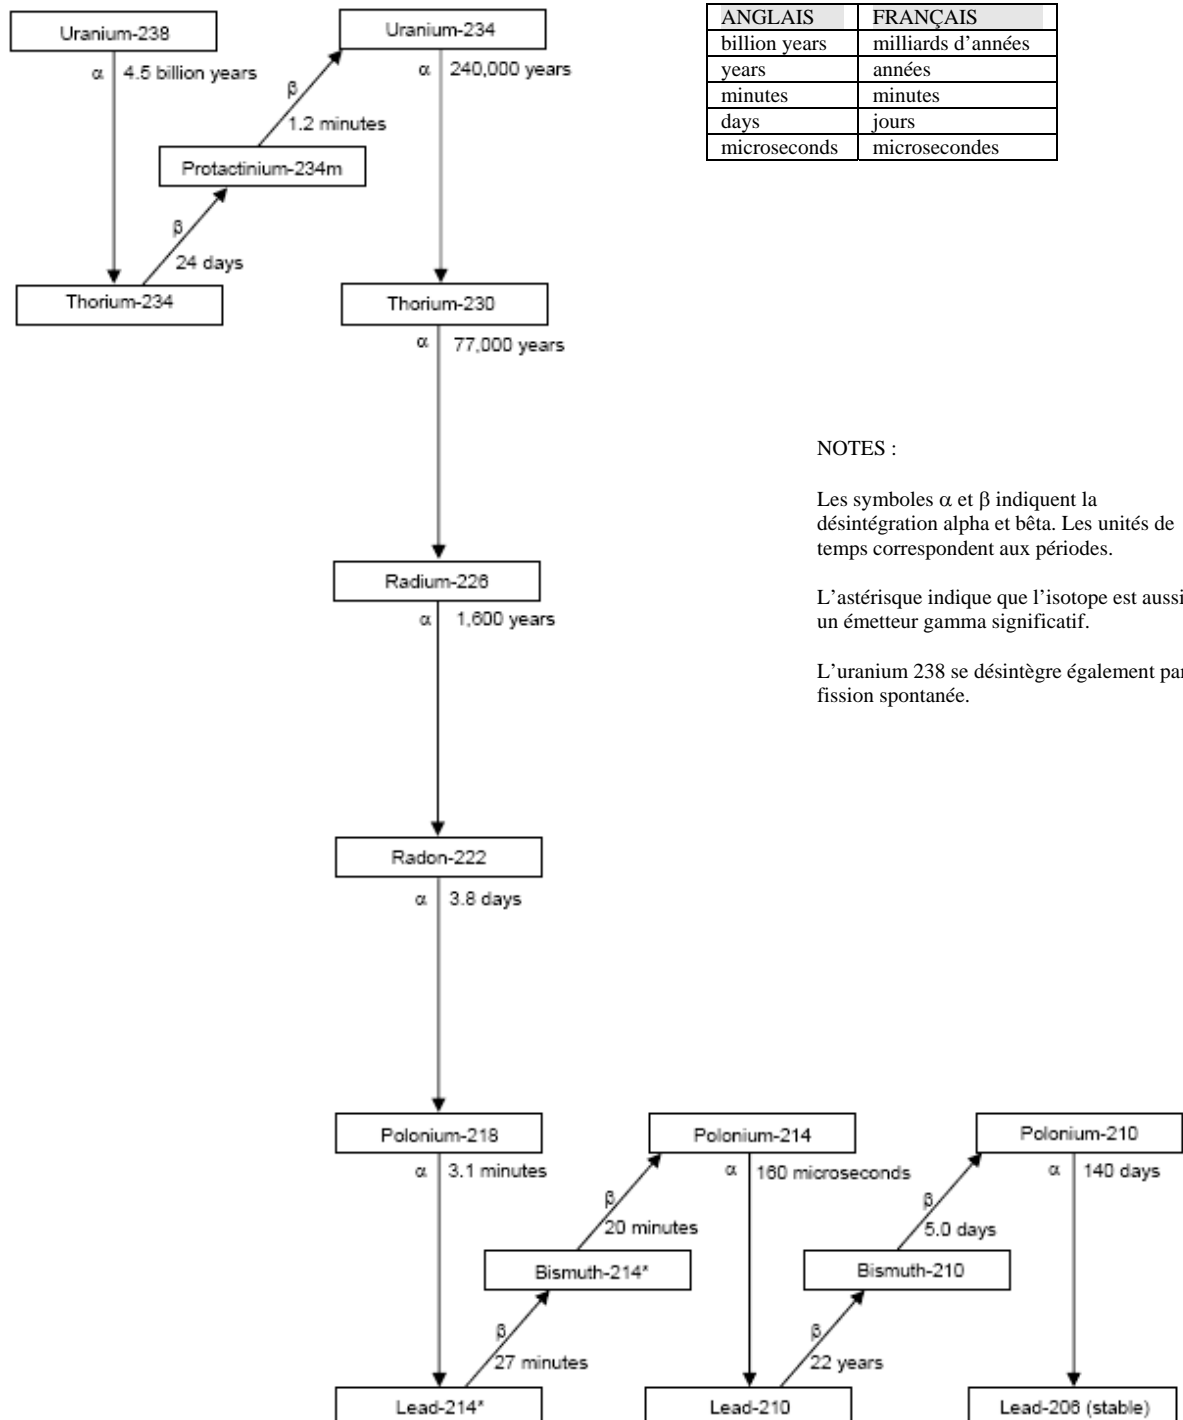 Uranium-238
Uranium-234
α 4.5 billion years
α 240,000 years
β
1.2 minutes
Protactinium-234m
β
24 days
Thorium-234
Thorium-230
α 77,000 years
Radium-226
α 1,600 years
Radon-222
α 3.8 days
Polonium-218
Polonium-214
Polonium-210
α 3.1 minutes
α 160 microseconds
α 140 days
β
20 minutes
β
5.0 days
Bismuth-214*
Bismuth-210
β
27 minutes
β
22 years
Lead-214*
Lead-210
Lead-206 (stable)
ANGLAIS FRANÇAIS
billion years milliards d’années
years années
minutes minutes
days jours
microseconds microsecondes
NOTES :
Les symboles α et β indiquent la
désintégration alpha et bêta. Les unités de
temps correspondent aux périodes.
L’astérisque indique que l’isotope est aussi
un émetteur gamma significatif.
L’uranium 238 se désintègre également par
fission spontanée.